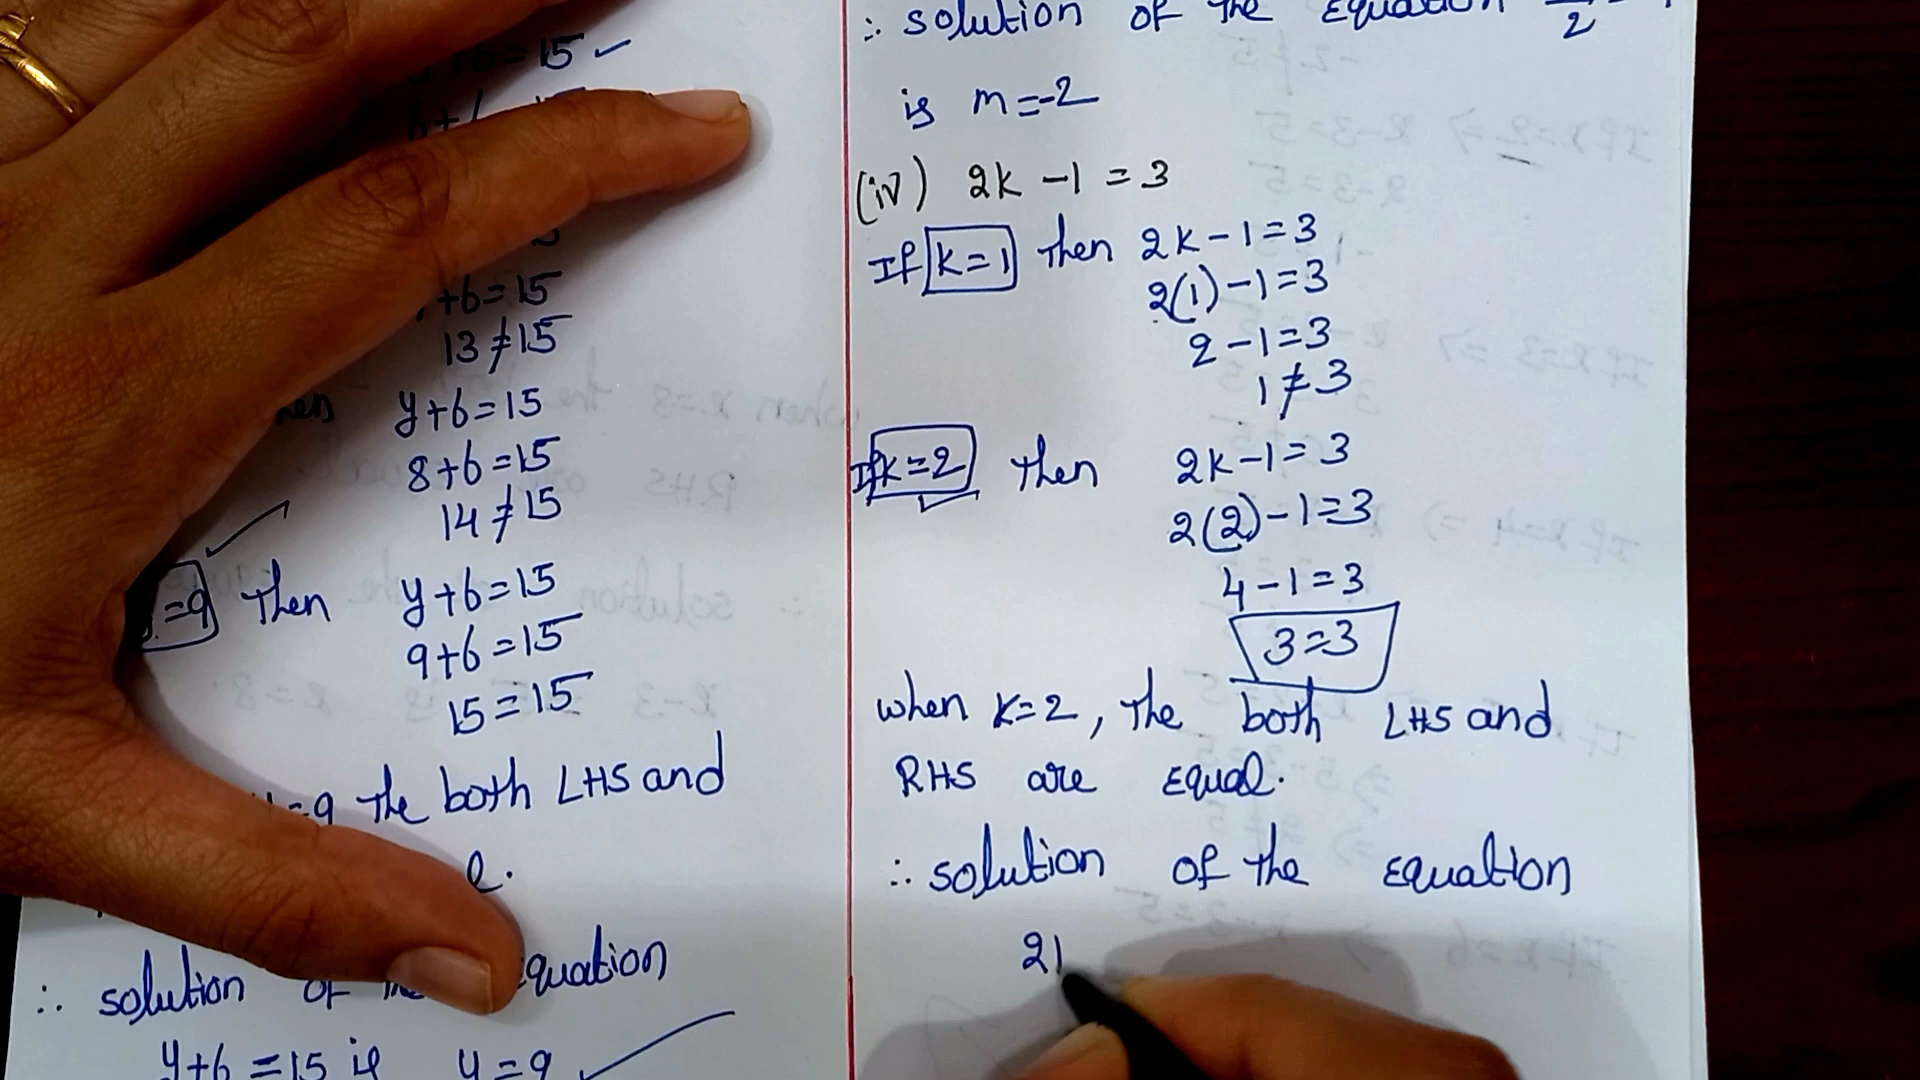 =15
+6=15
13≠15
y+6=15
8+6=15
14≠15
=9 Then y+6=15
9+6=15
15=15
=9 The both LHS and
∴ solution of equation
y+6=15 is y=9
∴ solution of the Equation
is m=-2
(iv) 2k-1=3
If k=1 Then 2k-1=3
2(1)-1=3
2-1=3
1≠3
If k=2 Then 2k-1=3
2(2)-1=3
4-1=3
3=3
when k=2, The both LHS and
RHS are Equal.
∴ solution of the Equation
2